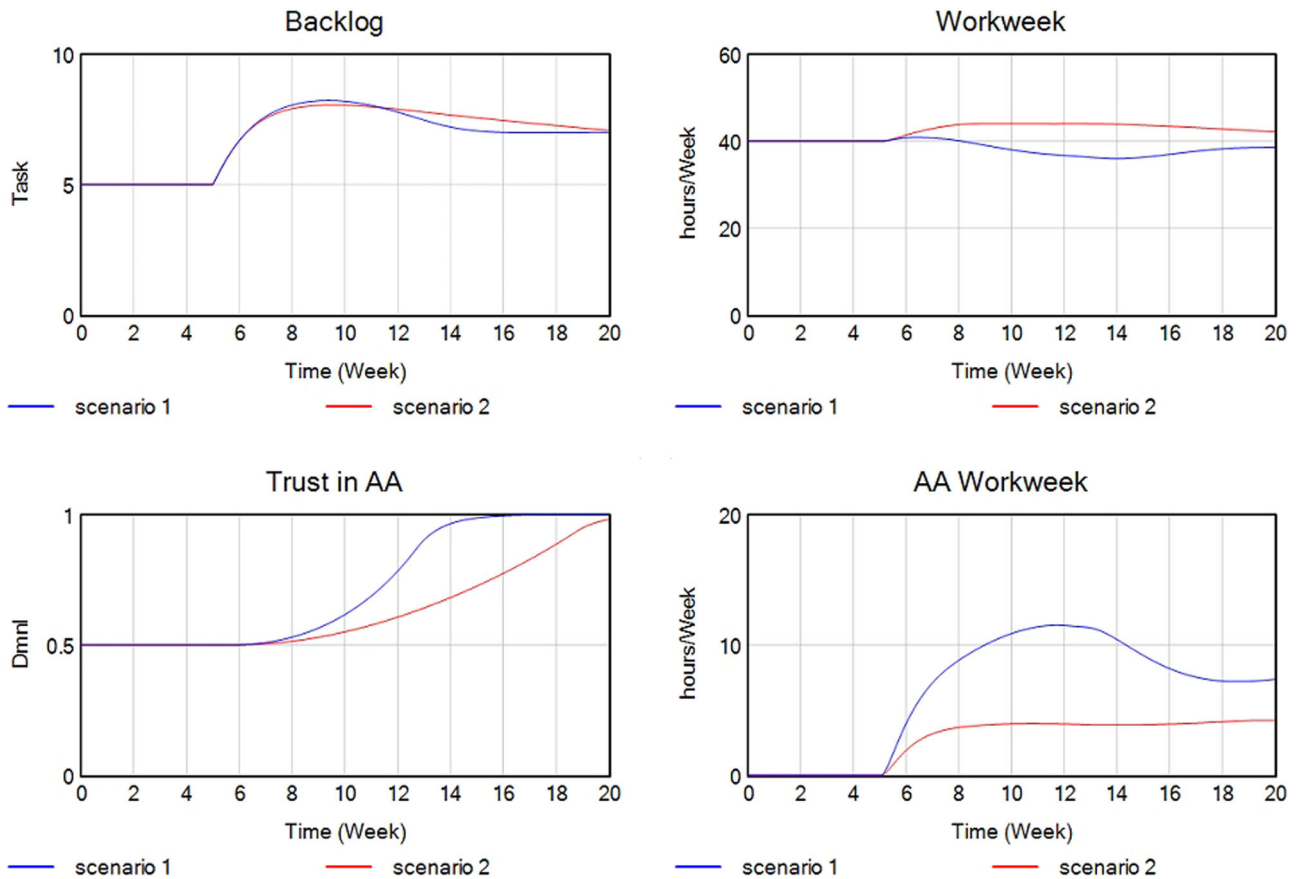 Backlog
10
5
0
Task
0 2 4 6 8 10 12 14 16 18 20
Time (Week)
scenario 1 scenario 2
Workweek
60
40
20
0
hours/Week
0 2 4 6 8 10 12 14 16 18 20
Time (Week)
scenario 1 scenario 2
Trust in AA
1
0.5
0
Dmnl
0 2 4 6 8 10 12 14 16 18 20
Time (Week)
scenario 1 scenario 2
AA Workweek
20
10
0
hours/Week
0 2 4 6 8 10 12 14 16 18 20
Time (Week)
scenario 1 scenario 2